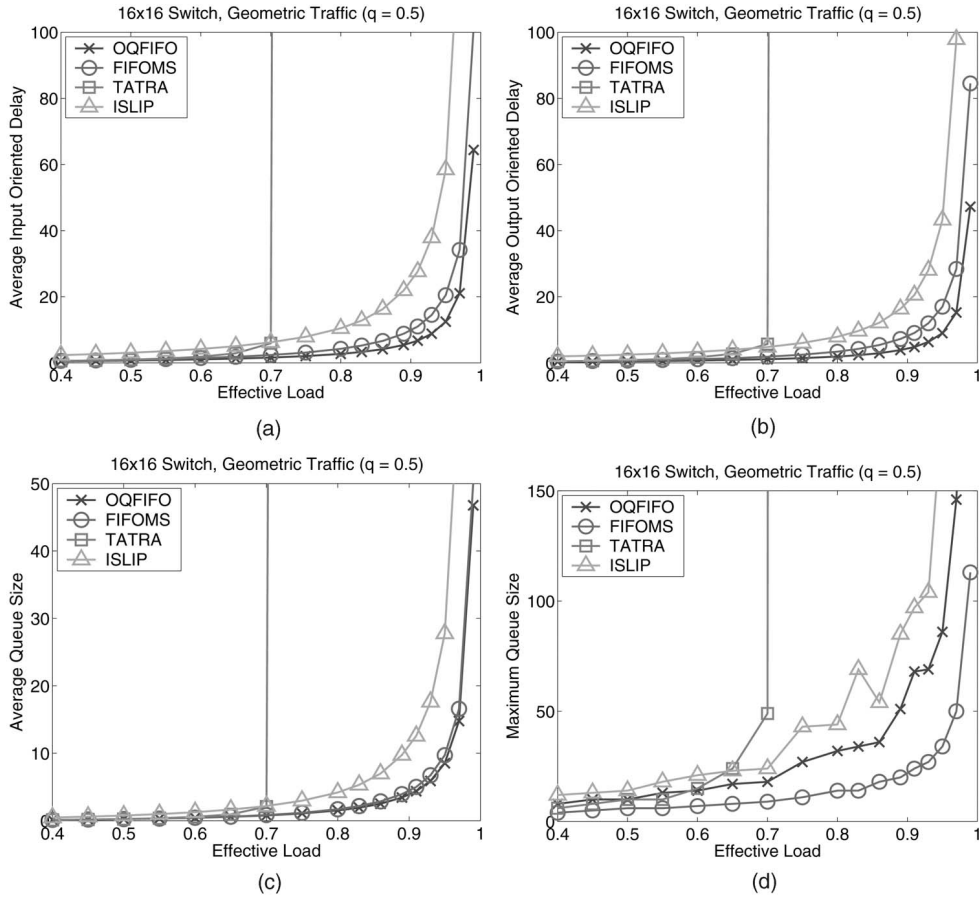 16x16 Switch, Geometric Traffic (q = 0.5)
100
80
60
40
20
0
Average Input Oriented Delay
OQFIFO
FIFOMS
TATRA
ISLIP
0.4 0.5 0.6 0.7 0.8 0.9 1
Effective Load
(a)
16x16 Switch, Geometric Traffic (q = 0.5)
100
80
60
40
20
0
Average Output Oriented Delay
OQFIFO
FIFOMS
TATRA
ISLIP
0.4 0.5 0.6 0.7 0.8 0.9 1
Effective Load
(b)
16x16 Switch, Geometric Traffic (q = 0.5)
50
40
30
20
10
0
Average Queue Size
OQFIFO
FIFOMS
TATRA
ISLIP
0.4 0.5 0.6 0.7 0.8 0.9 1
Effective Load
(c)
16x16 Switch, Geometric Traffic (q = 0.5)
150
100
50
0
Maximum Queue Size
OQFIFO
FIFOMS
TATRA
ISLIP
0.4 0.5 0.6 0.7 0.8 0.9 1
Effective Load
(d)